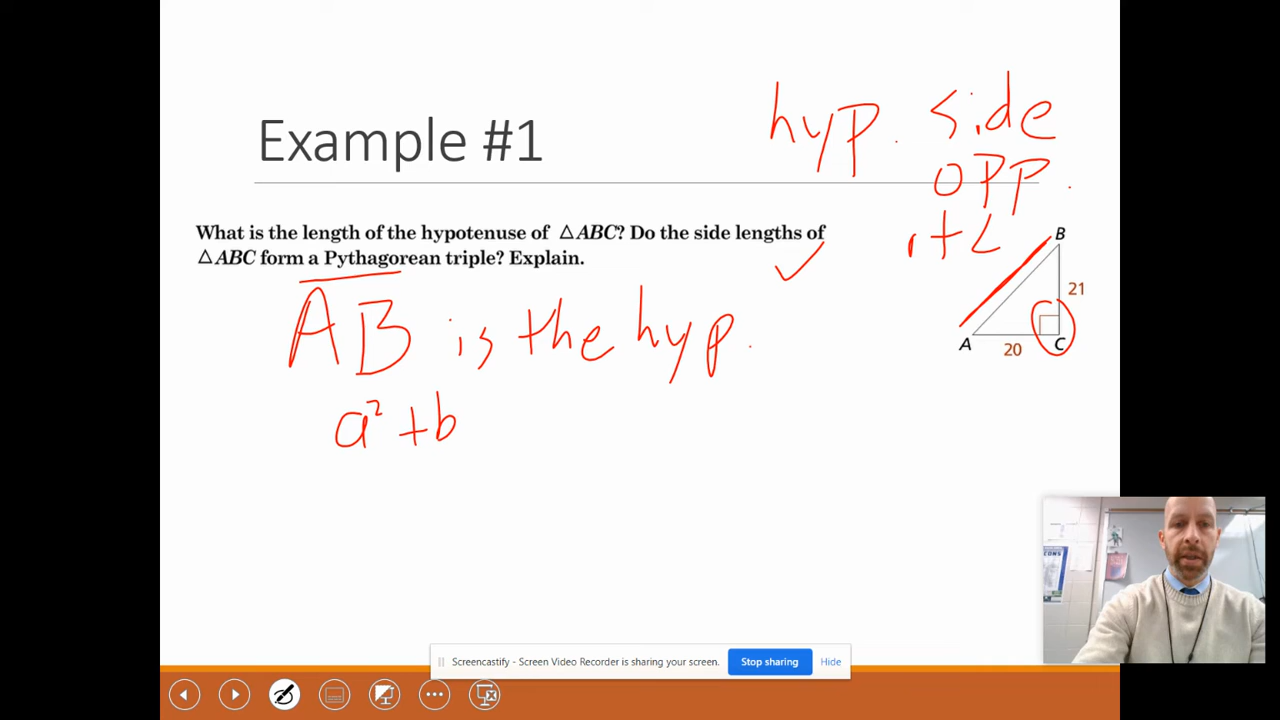 Example #1
hyp. side
opp.
rt ∠
What is the length of the hypotenuse of △ABC? Do the side lengths of
△ABC form a Pythagorean triple? Explain.
B
21
A
20
C
AB is the hyp.
a² + b
Screencastify - Screen Video Recorder is sharing your screen.
Stop sharing
Hide